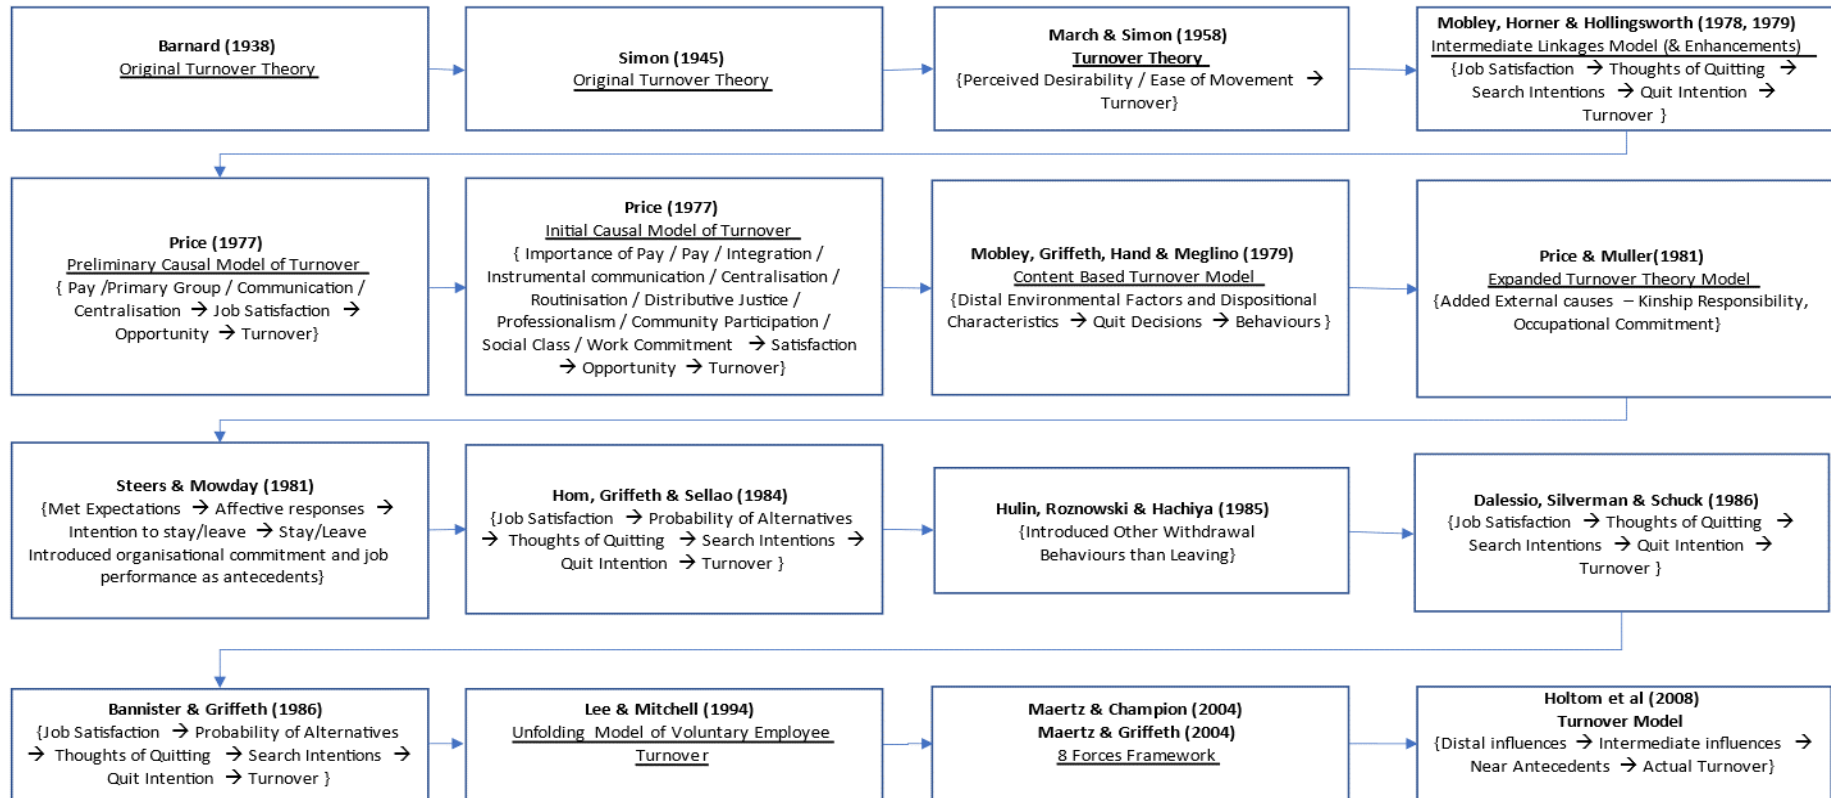 Barnard (1938)
Original Turnover Theory
Simon (1945)
Original Turnover Theory
March & Simon (1958)
Turnover Theory
{Perceived Desirability / Ease of Movement →
Turnover}
Mobley, Horner & Hollingsworth (1978, 1979)
Intermediate Linkages Model (& Enhancements)
{Job Satisfaction → Thoughts of Quitting →
Search Intentions → Quit Intention →
Turnover }
Price (1977)
Preliminary Causal Model of Turnover
{ Pay /Primary Group / Communication /
Centralisation → Job Satisfaction →
Opportunity → Turnover}
Price (1977)
Initial Causal Model of Turnover
{ Importance of Pay / Pay / Integration /
Instrumental communication / Centralisation /
Routinisation / Distributive Justice /
Professionalism / Community Participation /
Social Class / Work Commitment → Satisfaction
→ Opportunity → Turnover}
Mobley, Griffeth, Hand & Meglino (1979)
Content Based Turnover Model
{Distal Environmental Factors and Dispositional
Characteristics → Quit Decisions → Behaviours }
Price & Muller(1981)
Expanded Turnover Theory Model
{Added External causes – Kinship Responsibility,
Occupational Commitment}
Steers & Mowday (1981)
{Met Expectations → Affective responses →
Intention to stay/leave → Stay/Leave
Introduced organisational commitment and job
performance as antecedents}
Hom, Griffeth & Sellao (1984)
{Job Satisfaction → Probability of Alternatives
→ Thoughts of Quitting → Search Intentions →
Quit Intention → Turnover }
Hulin, Roznowski & Hachiya (1985)
{Introduced Other Withdrawal
Behaviours than Leaving}
Dalessio, Silverman & Schuck (1986)
{Job Satisfaction → Thoughts of Quitting →
Search Intentions → Quit Intention →
Turnover }
Bannister & Griffeth (1986)
{Job Satisfaction → Probability of Alternatives
→ Thoughts of Quitting → Search Intentions →
Quit Intention → Turnover }
Lee & Mitchell (1994)
Unfolding Model of Voluntary Employee
Turnover
Maertz & Champion (2004)
Maertz & Griffeth (2004)
8 Forces Framework
Holtom et al (2008)
Turnover Model
{Distal influences → Intermediate influences →
Near Antecedents → Actual Turnover}